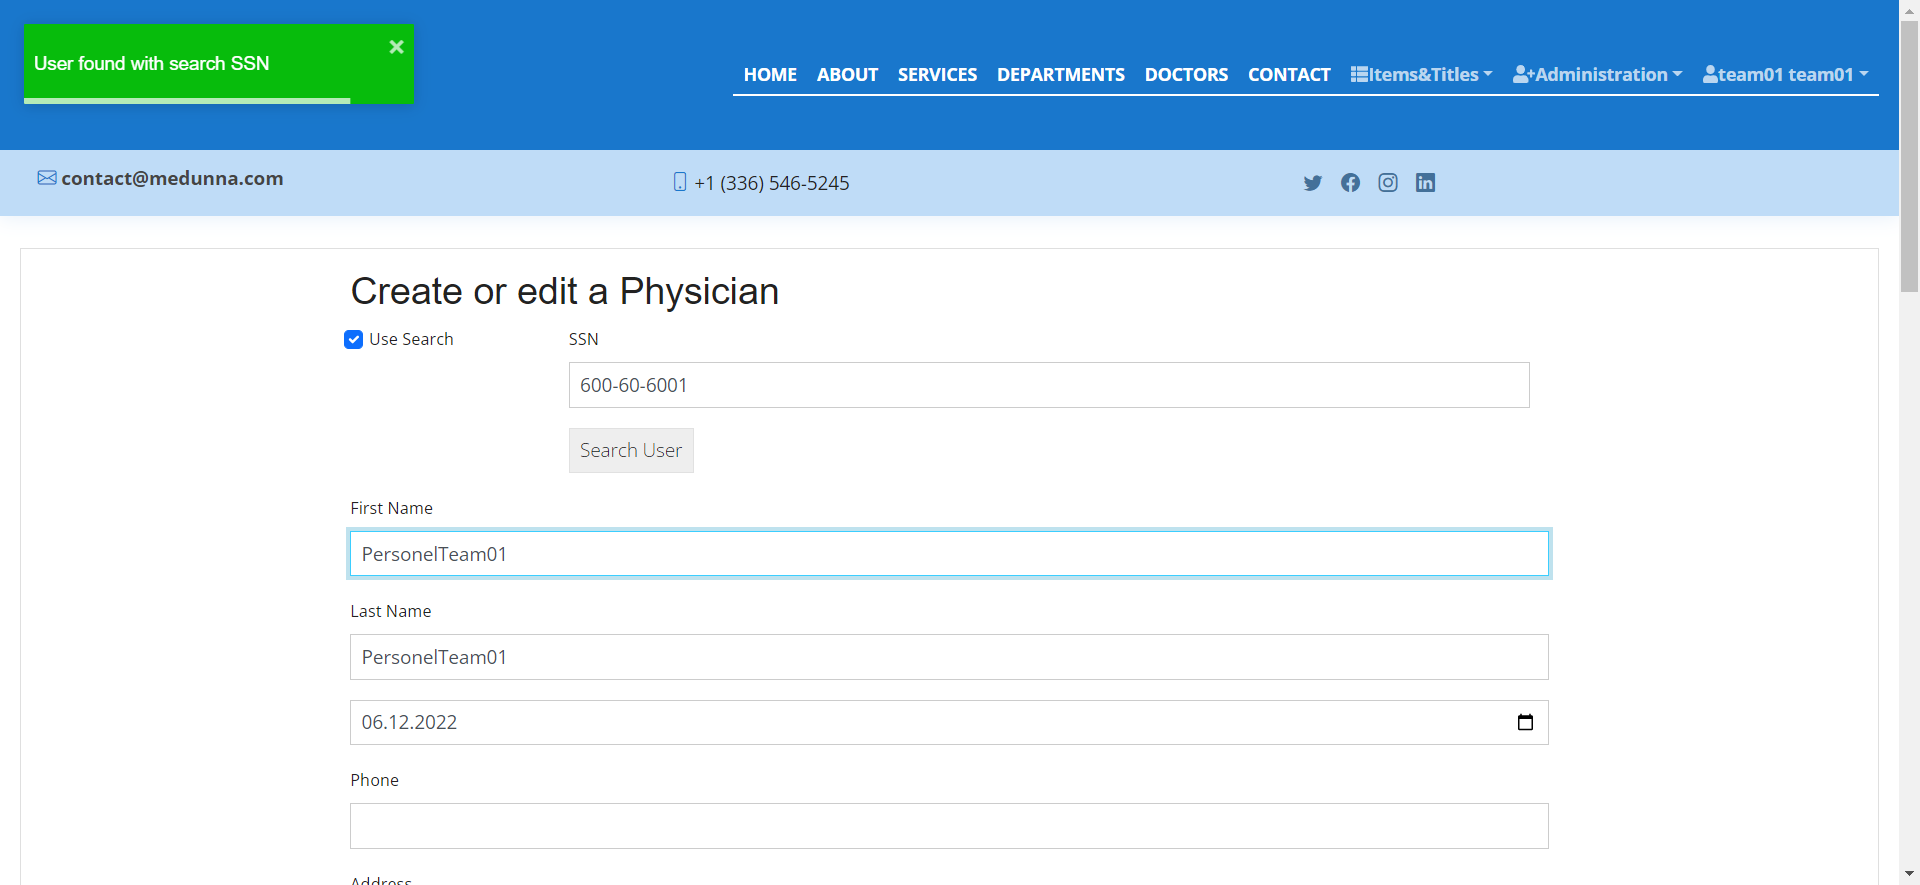 User found with search SSN
HOME ABOUT SERVICES DEPARTMENTS DOCTORS CONTACT Items&Titles Administration team01 team01
contact@medunna.com +1 (336) 546-5245
Create or edit a Physician
Use Search SSN
600-60-6001
Search User
First Name
PersonelTeam01
Last Name
PersonelTeam01
06.12.2022
Phone
Address